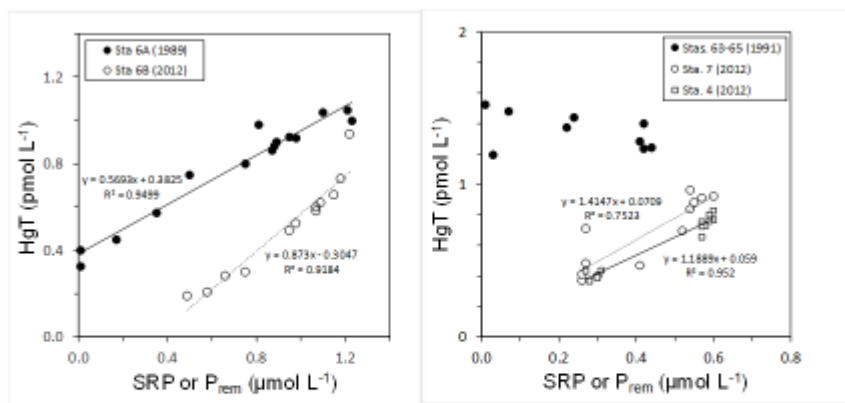 Sta 6A (1989)
Sta 6B (2012)
1.4
1.0
0.6
0.2
0.0
0.4
0.8
1.2
HgT (pmol L-1)
SRP or Prem (µmol L-1)
y = 0.5693x + 0.3825
R² = 0.9499
y = 0.873x - 0.3047
R² = 0.9184
Stas. 63-65 (1991)
Sta. 7 (2012)
Sta. 4 (2012)
2
1
0
0.0
0.2
0.4
0.6
0.8
HgT (pmol L-1)
SRP or Prem (µmol L-1)
y = 1.4147x + 0.0709
R² = 0.7523
y = 1.1889x + 0.059
R² = 0.952